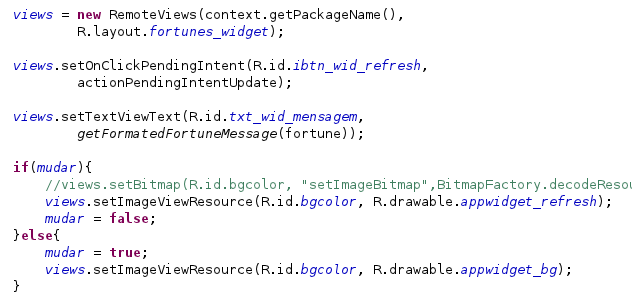 views = new RemoteViews(context.getPackageName(),
        R.layout.fortunes_widget);
views.setOnClickPendingIntent(R.id.ibtn_wid_refresh,
        actionPendingIntentUpdate);
views.setTextViewText(R.id.txt_wid_mensagem,
        getFormatedFortuneMessage(fortune));
if(mudar){
    //views.setBitmap(R.id.bgcolor, "setImageBitmap",BitmapFactory.decodeResou
    views.setImageViewResource(R.id.bgcolor, R.drawable.appwidget_refresh);
    mudar = false;
}else{
    mudar = true;
    views.setImageViewResource(R.id.bgcolor, R.drawable.appwidget_bg);
}